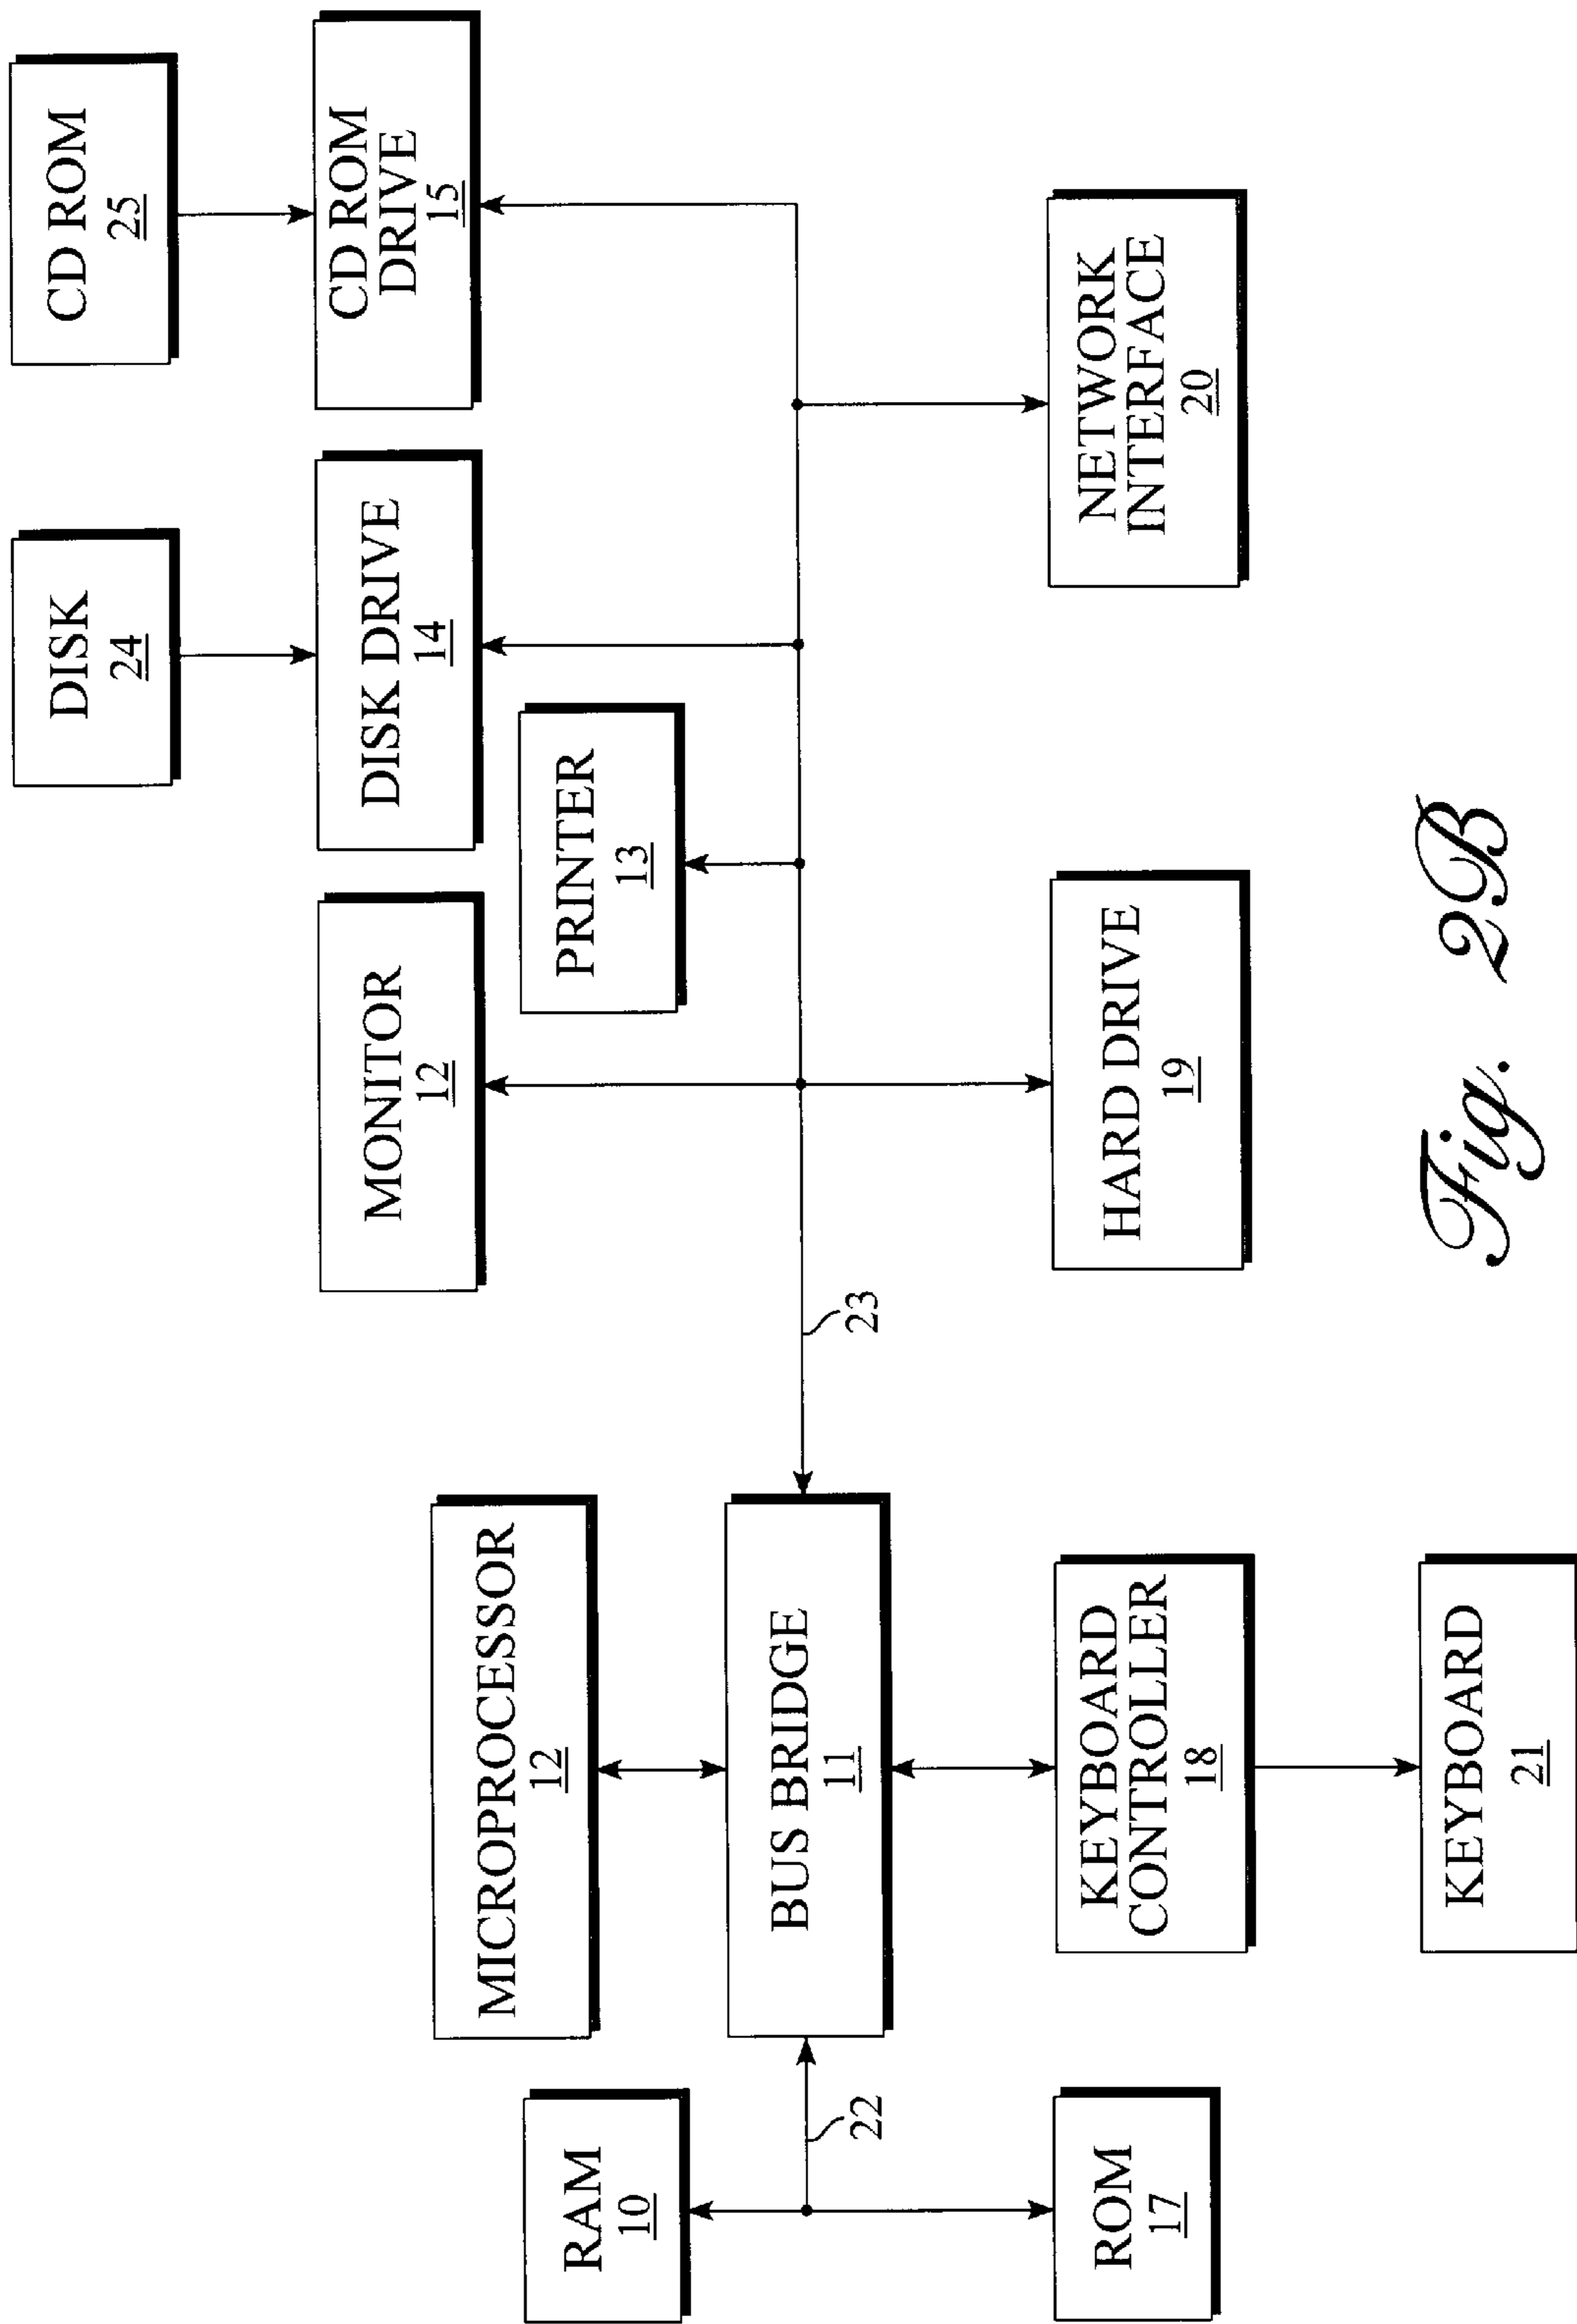 CD ROM
25
DISK
24
CD ROM
DRIVE
15
DISK DRIVE
14
MONITOR
12
PRINTER
13
MICROPROCESSOR
12
RAM
10
BUS BRIDGE
11
22
23
ROM
17
KEYBOARD
CONTROLLER
18
HARD DRIVE
19
NETWORK
INTERFACE
20
KEYBOARD
21
Fig. 2B